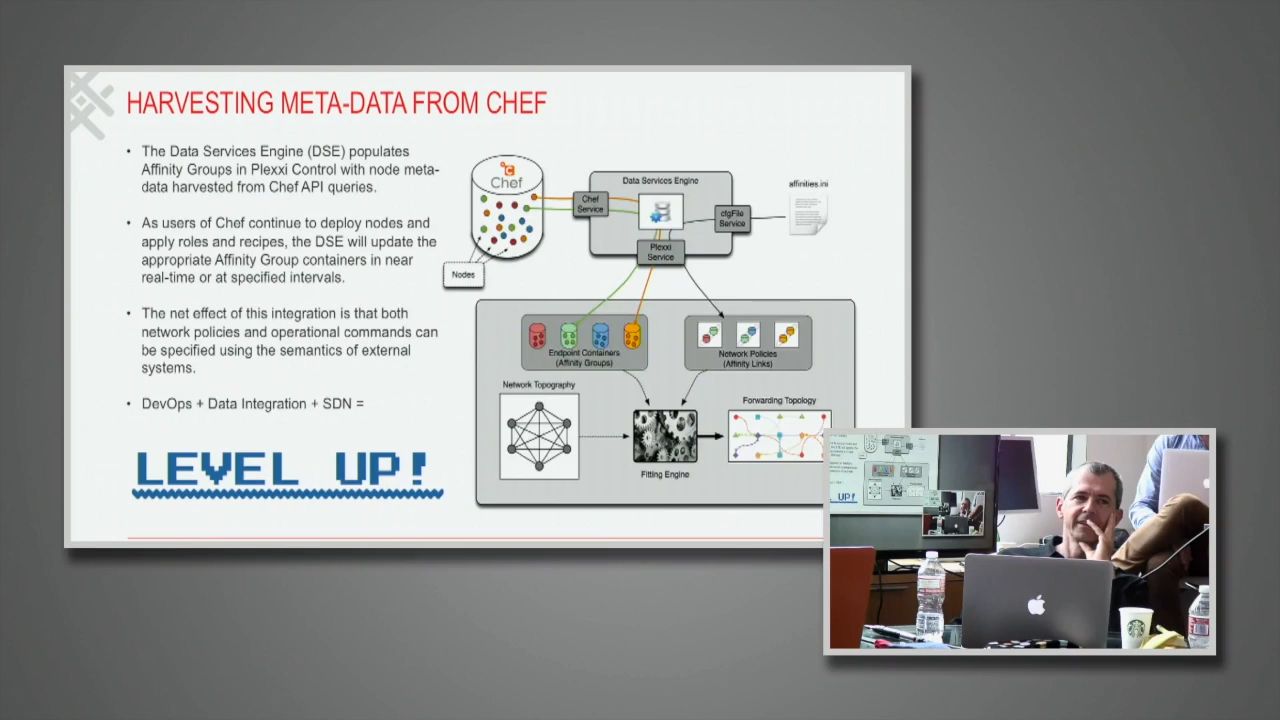 HARVESTING META-DATA FROM CHEF
• The Data Services Engine (DSE) populates
Affinity Groups in Plexxi Control with node meta-
data harvested from Chef API queries.
• As users of Chef continue to deploy nodes and
apply roles and recipes, the DSE will update the
appropriate Affinity Group containers in near
real-time or at specified intervals.
• The net effect of this integration is that both
network policies and operational commands can
be specified using the semantics of external
systems.
• DevOps + Data Integration + SDN =
LEVEL UP!
Chef
Nodes
Chef
Service
Data Services Engine
Plexxi
Service
cfgFile
Service
affinities.ini
Endpoint Containers
(Affinity Groups)
Network Policies
(Affinity Links)
Network Topography
Fitting Engine
Forwarding Topology
UP!